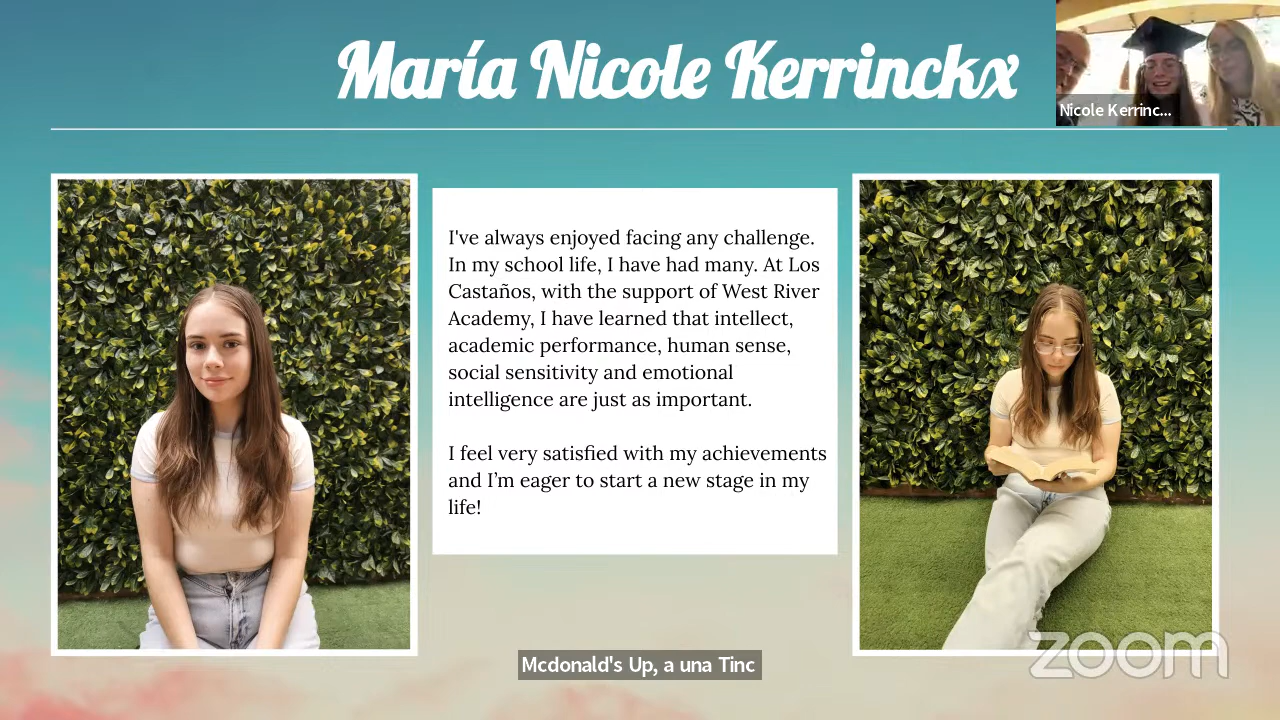 María Nicole Kerrinckx
Nicole Kerrinc...
I've always enjoyed facing any challenge.
In my school life, I have had many. At Los
Castaños, with the support of West River
Academy, I have learned that intellect,
academic performance, human sense,
social sensitivity and emotional
intelligence are just as important.
I feel very satisfied with my achievements
and I’m eager to start a new stage in my
life!
zoom
Mcdonald's Up, a una Tinc